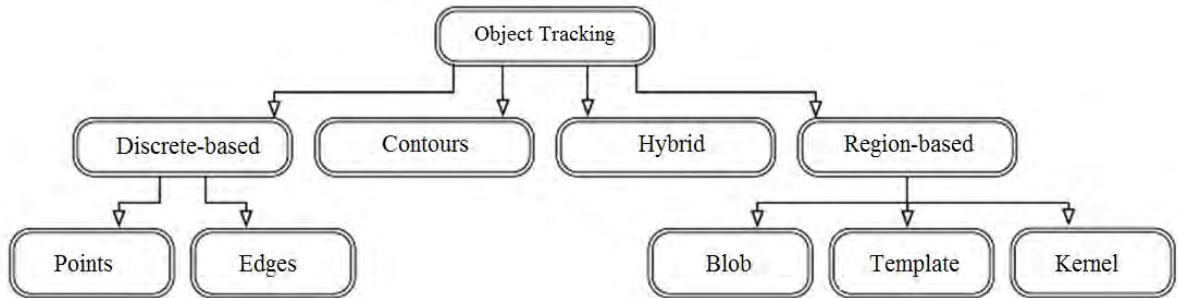 Object Tracking
Discrete-based
Contours
Hybrid
Region-based
Points
Edges
Blob
Template
Kernel